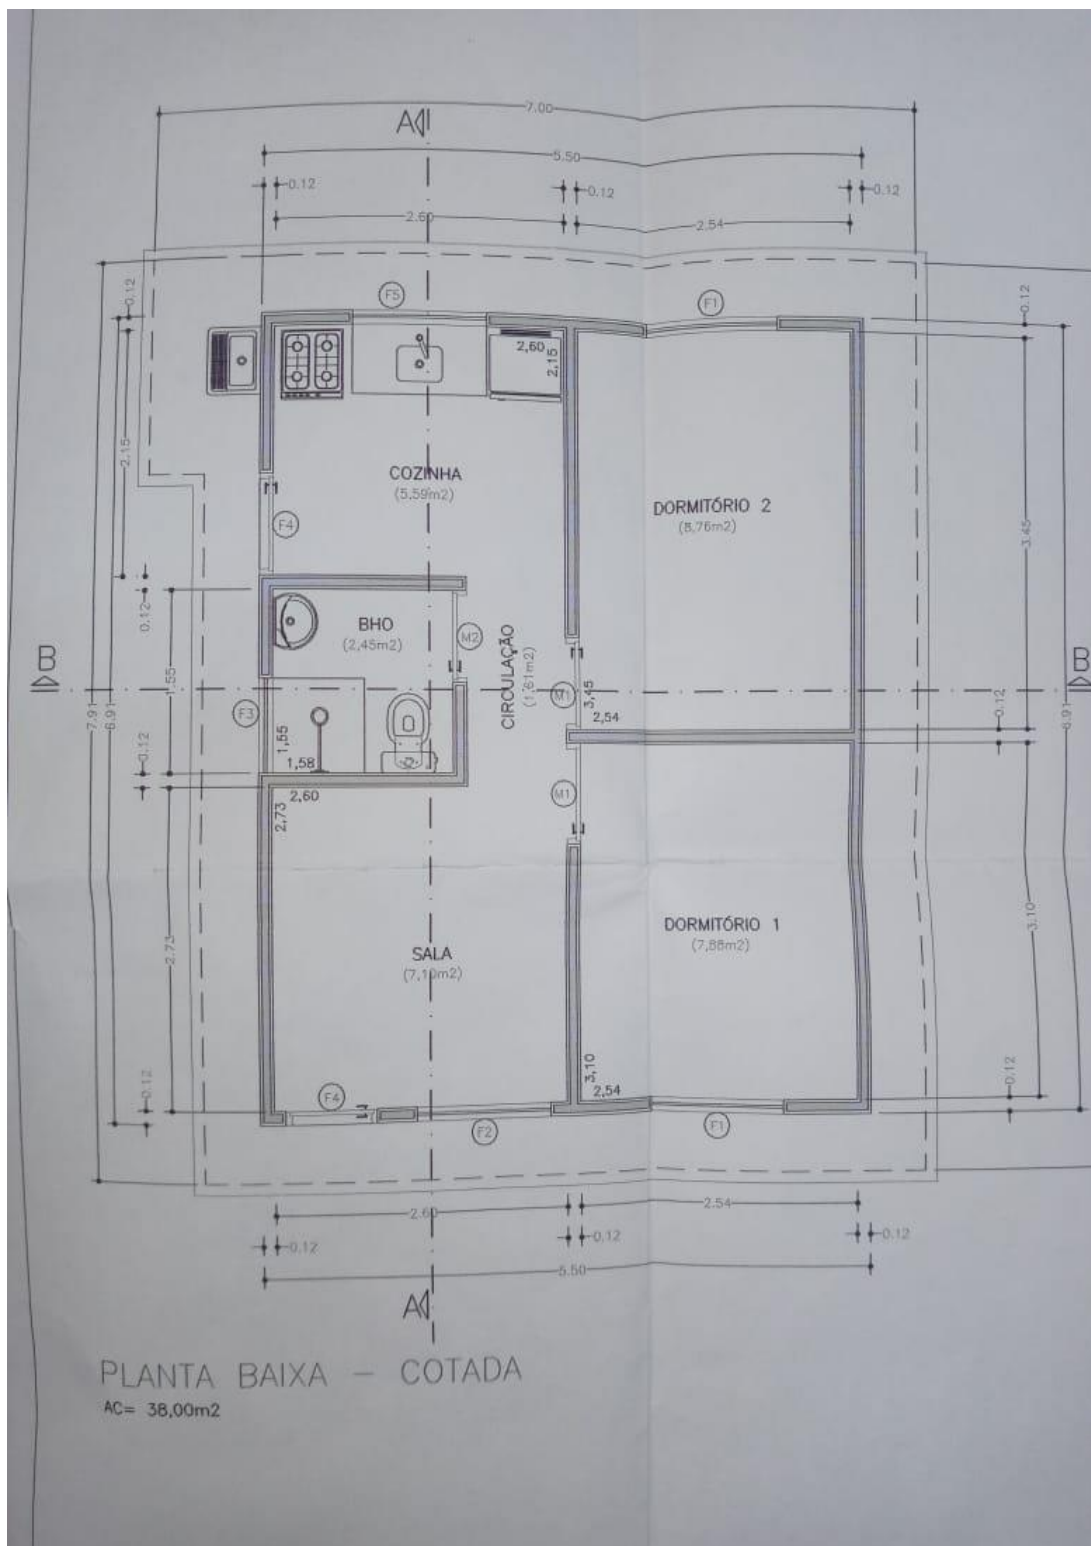 7.00
A
5.50
0.12
0.12
0.12
2.60
2.54
F5
F1
0.12
0.12
2,60
2,15
2.15
COZINHA
(5.59m2)
DORMITÓRIO 2
(8,76m2)
F4
3.45
0.12
BHO
(2,45m2)
M2
CIRCULAÇÃO
(1,61m2)
B
B
1.55
M1
3,45
2,54
F3
7.91
6.91
0.12
6.91
1,55
1,58
0.12
2,60
2,73
M1
2.73
DORMITÓRIO 1
(7,88m2)
3.10
SALA
(7,10m2)
3,10
2,54
0.12
0.12
F4
F2
F1
2.60
2.54
0.12
0.12
0.12
5.50
A
PLANTA BAIXA - COTADA
AC= 38,00m2